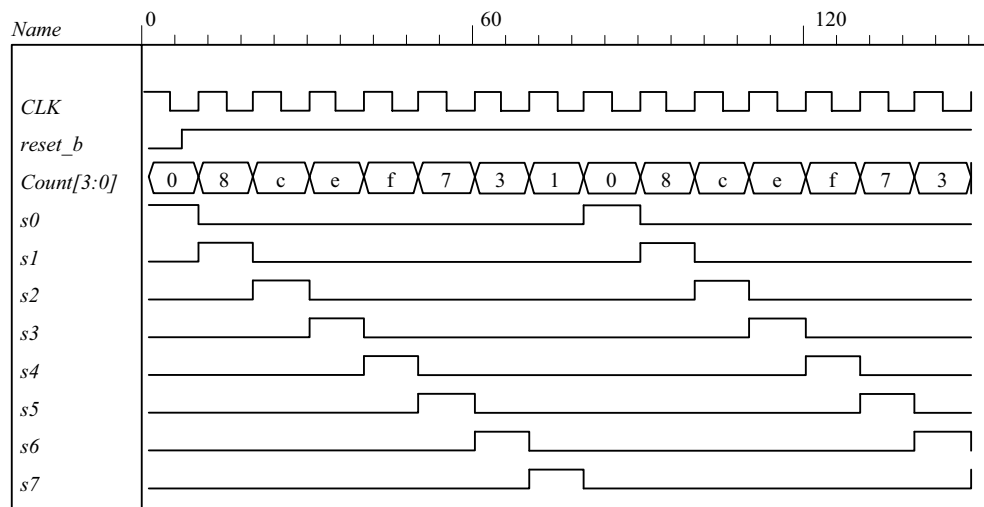 Name 0 60 120
CLK
reset_b
Count[3:0] 0 8 c e f 7 3 1 0 8 c e f 7 3
s0
s1
s2
s3
s4
s5
s6
s7